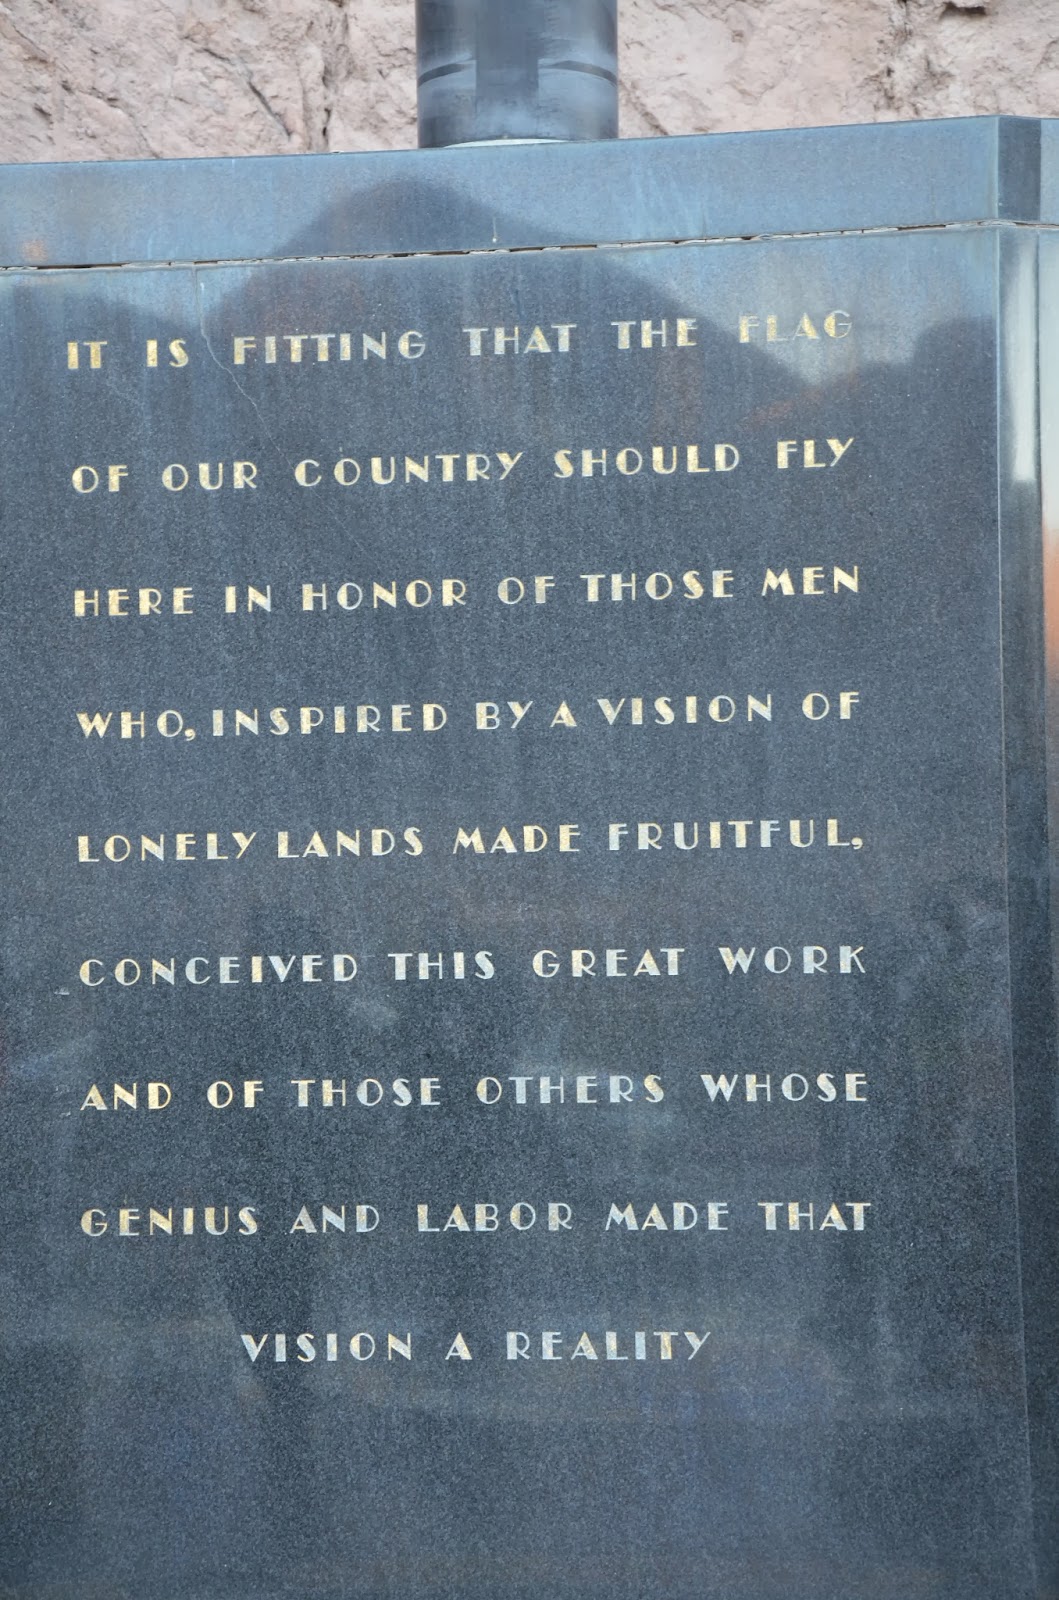 IT IS FITTING THAT THE FLAG
OF OUR COUNTRY SHOULD FLY
HERE IN HONOR OF THOSE MEN
WHO, INSPIRED BY A VISION OF
LONELY LANDS MADE FRUITFUL,
CONCEIVED THIS GREAT WORK
AND OF THOSE OTHERS WHOSE
GENIUS AND LABOR MADE THAT
VISION A REALITY